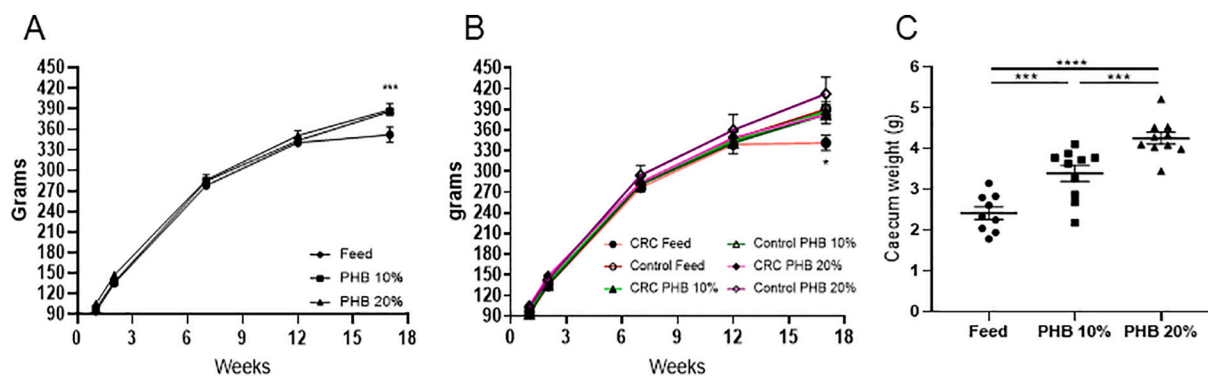 A
Grams
450
420
390
360
330
300
270
240
210
180
150
120
90
***
Feed
PHB 10%
PHB 20%
0 3 6 9 12 15 18
Weeks
B
grams
450
420
390
360
330
300
270
240
210
180
150
120
90
*
CRC Feed
Control Feed
CRC PHB 10%
Control PHB 10%
CRC PHB 20%
Control PHB 20%
0 3 6 9 12 15 18
Weeks
C
Caecum weight (g)
6
5
4
3
2
1
0
****
*** ***
Feed PHB 10% PHB 20%